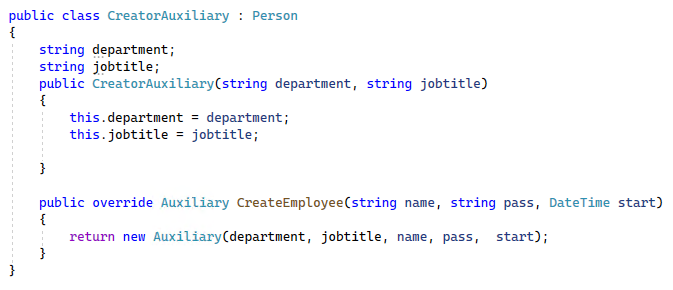 public class CreatorAuxiliary : Person
{
    string department;
    string jobtitle;
    public CreatorAuxiliary(string department, string jobtitle)
    {
        this.department = department;
        this.jobtitle = jobtitle;

    }

    public override Auxiliary CreateEmployee(string name, string pass, DateTime start)
    {
        return new Auxiliary(department, jobtitle, name, pass,  start);
    }
}